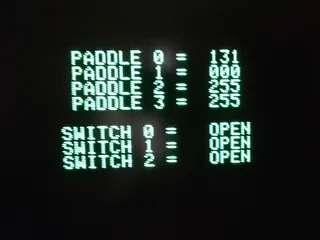 PADDLE 0 = 131
PADDLE 1 = 000
PADDLE 2 = 255
PADDLE 3 = 255
SWITCH 0 = OPEN
SWITCH 1 = OPEN
SWITCH 2 = OPEN